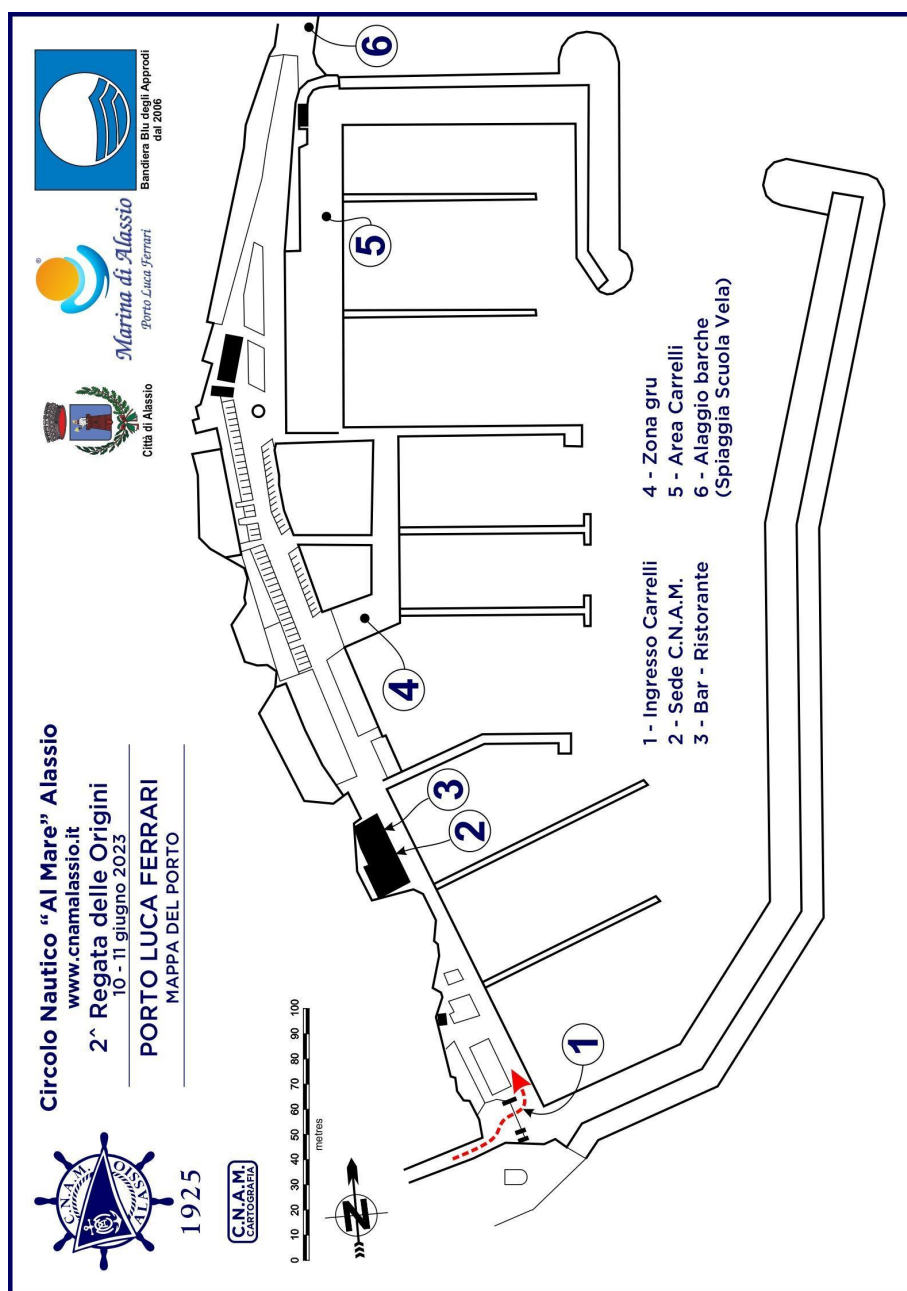 Circolo Nautico “Al Mare” Alassio
www.cnamalassio.it
2^ Regata delle Origini
10 - 11 giugno 2023
PORTO LUCA FERRARI
MAPPA DEL PORTO
C.N.A.M.
ALASSIO
1925
C.N.A.M.
CARTOGRAFIA
0 10 20 30 40 50 60 70 80 90 100
metres
N
Città di Alassio
®
Marina di Alassio
Porto Luca Ferrari
Bandiera Blu degli Approdi
dal 2006
1
2
3
4
5
6
1 - Ingresso Carrelli
2 - Sede C.N.A.M.
3 - Bar - Ristorante
4 - Zona gru
5 - Area Carrelli
6 - Alaggio barche
(Spiaggia Scuola Vela)